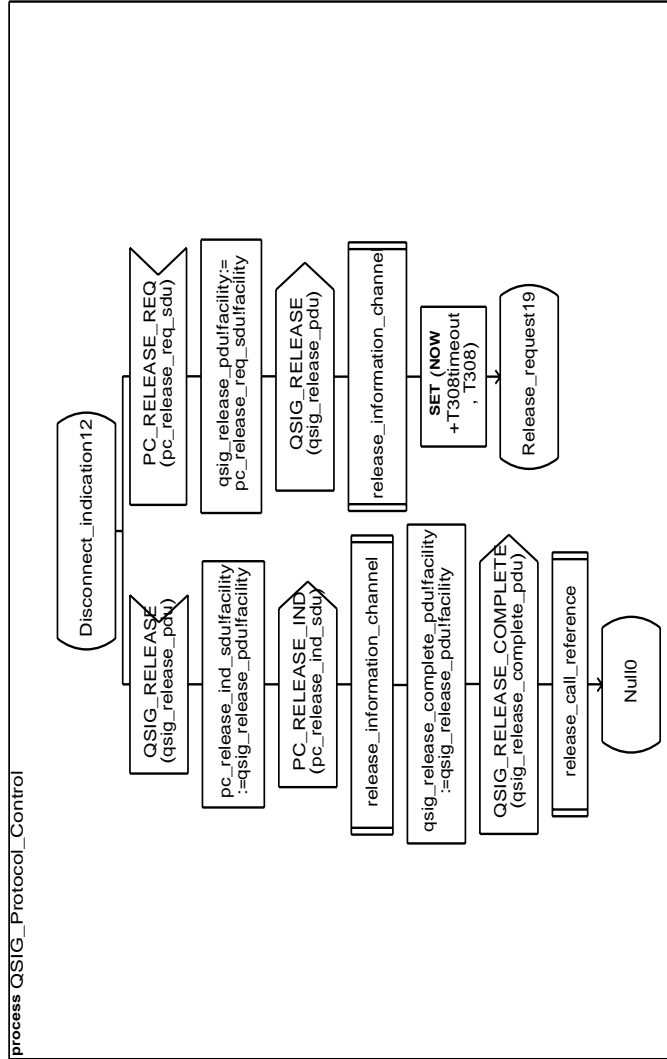 process QSIG_Protocol_Control
Disconnect_indication12
QSIG_RELEASE
(qsig_release_pdu)
pc_release_ind_sdu!facility
:=qsig_release_pdu!facility
PC_RELEASE_IND
(pc_release_ind_sdu)
release_information_channel
qsig_release_complete_pdu!facility
:=qsig_release_pdu!facility
QSIG_RELEASE_COMPLETE
(qsig_release_complete_pdu)
release_call_reference
Null0
PC_RELEASE_REQ
(pc_release_req_sdu)
qsig_release_pdu!facility:=
pc_release_req_sdu!facility
QSIG_RELEASE
(qsig_release_pdu)
release_information_channel
SET (NOW
+T308timeout
, T308)
Release_request19